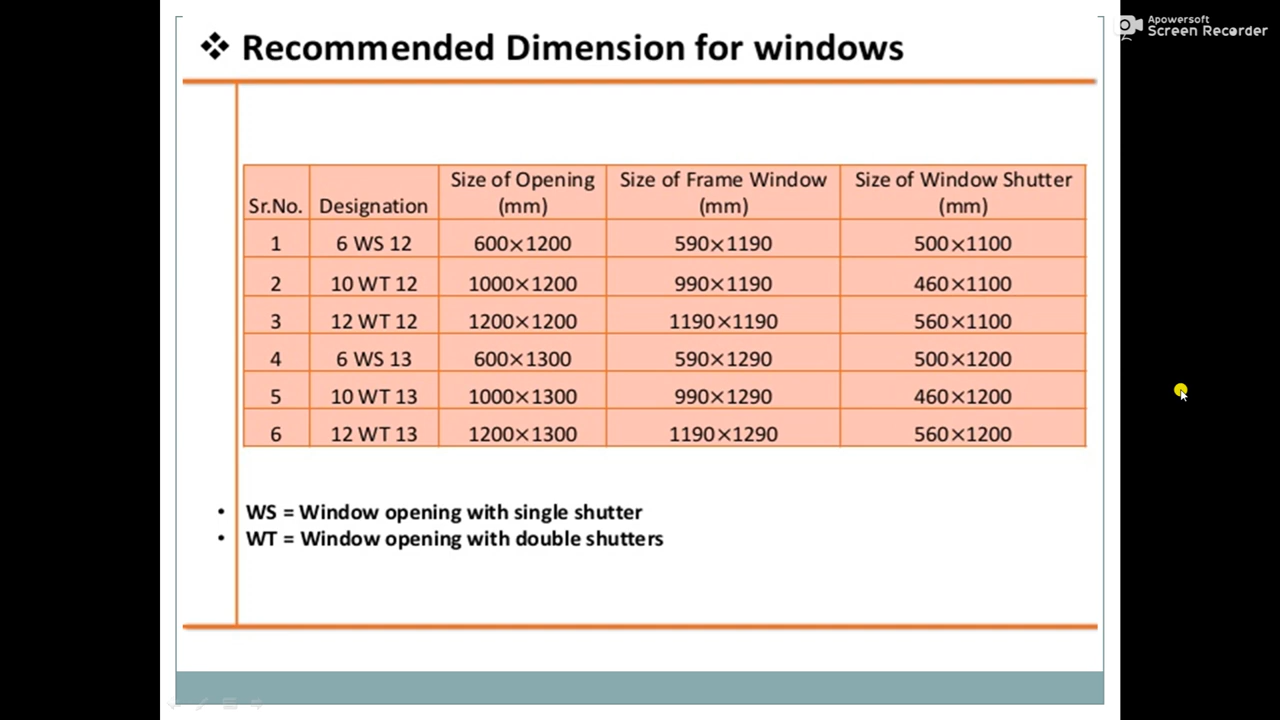 Apowersoft
Screen Recorder
❖ Recommended Dimension for windows
Sr.No. Designation Size of Opening (mm) Size of Frame Window (mm) Size of Window Shutter (mm)
1 6 WS 12 600×1200 590×1190 500×1100
2 10 WT 12 1000×1200 990×1190 460×1100
3 12 WT 12 1200×1200 1190×1190 560×1100
4 6 WS 13 600×1300 590×1290 500×1200
5 10 WT 13 1000×1300 990×1290 460×1200
6 12 WT 13 1200×1300 1190×1290 560×1200
• WS = Window opening with single shutter
• WT = Window opening with double shutters